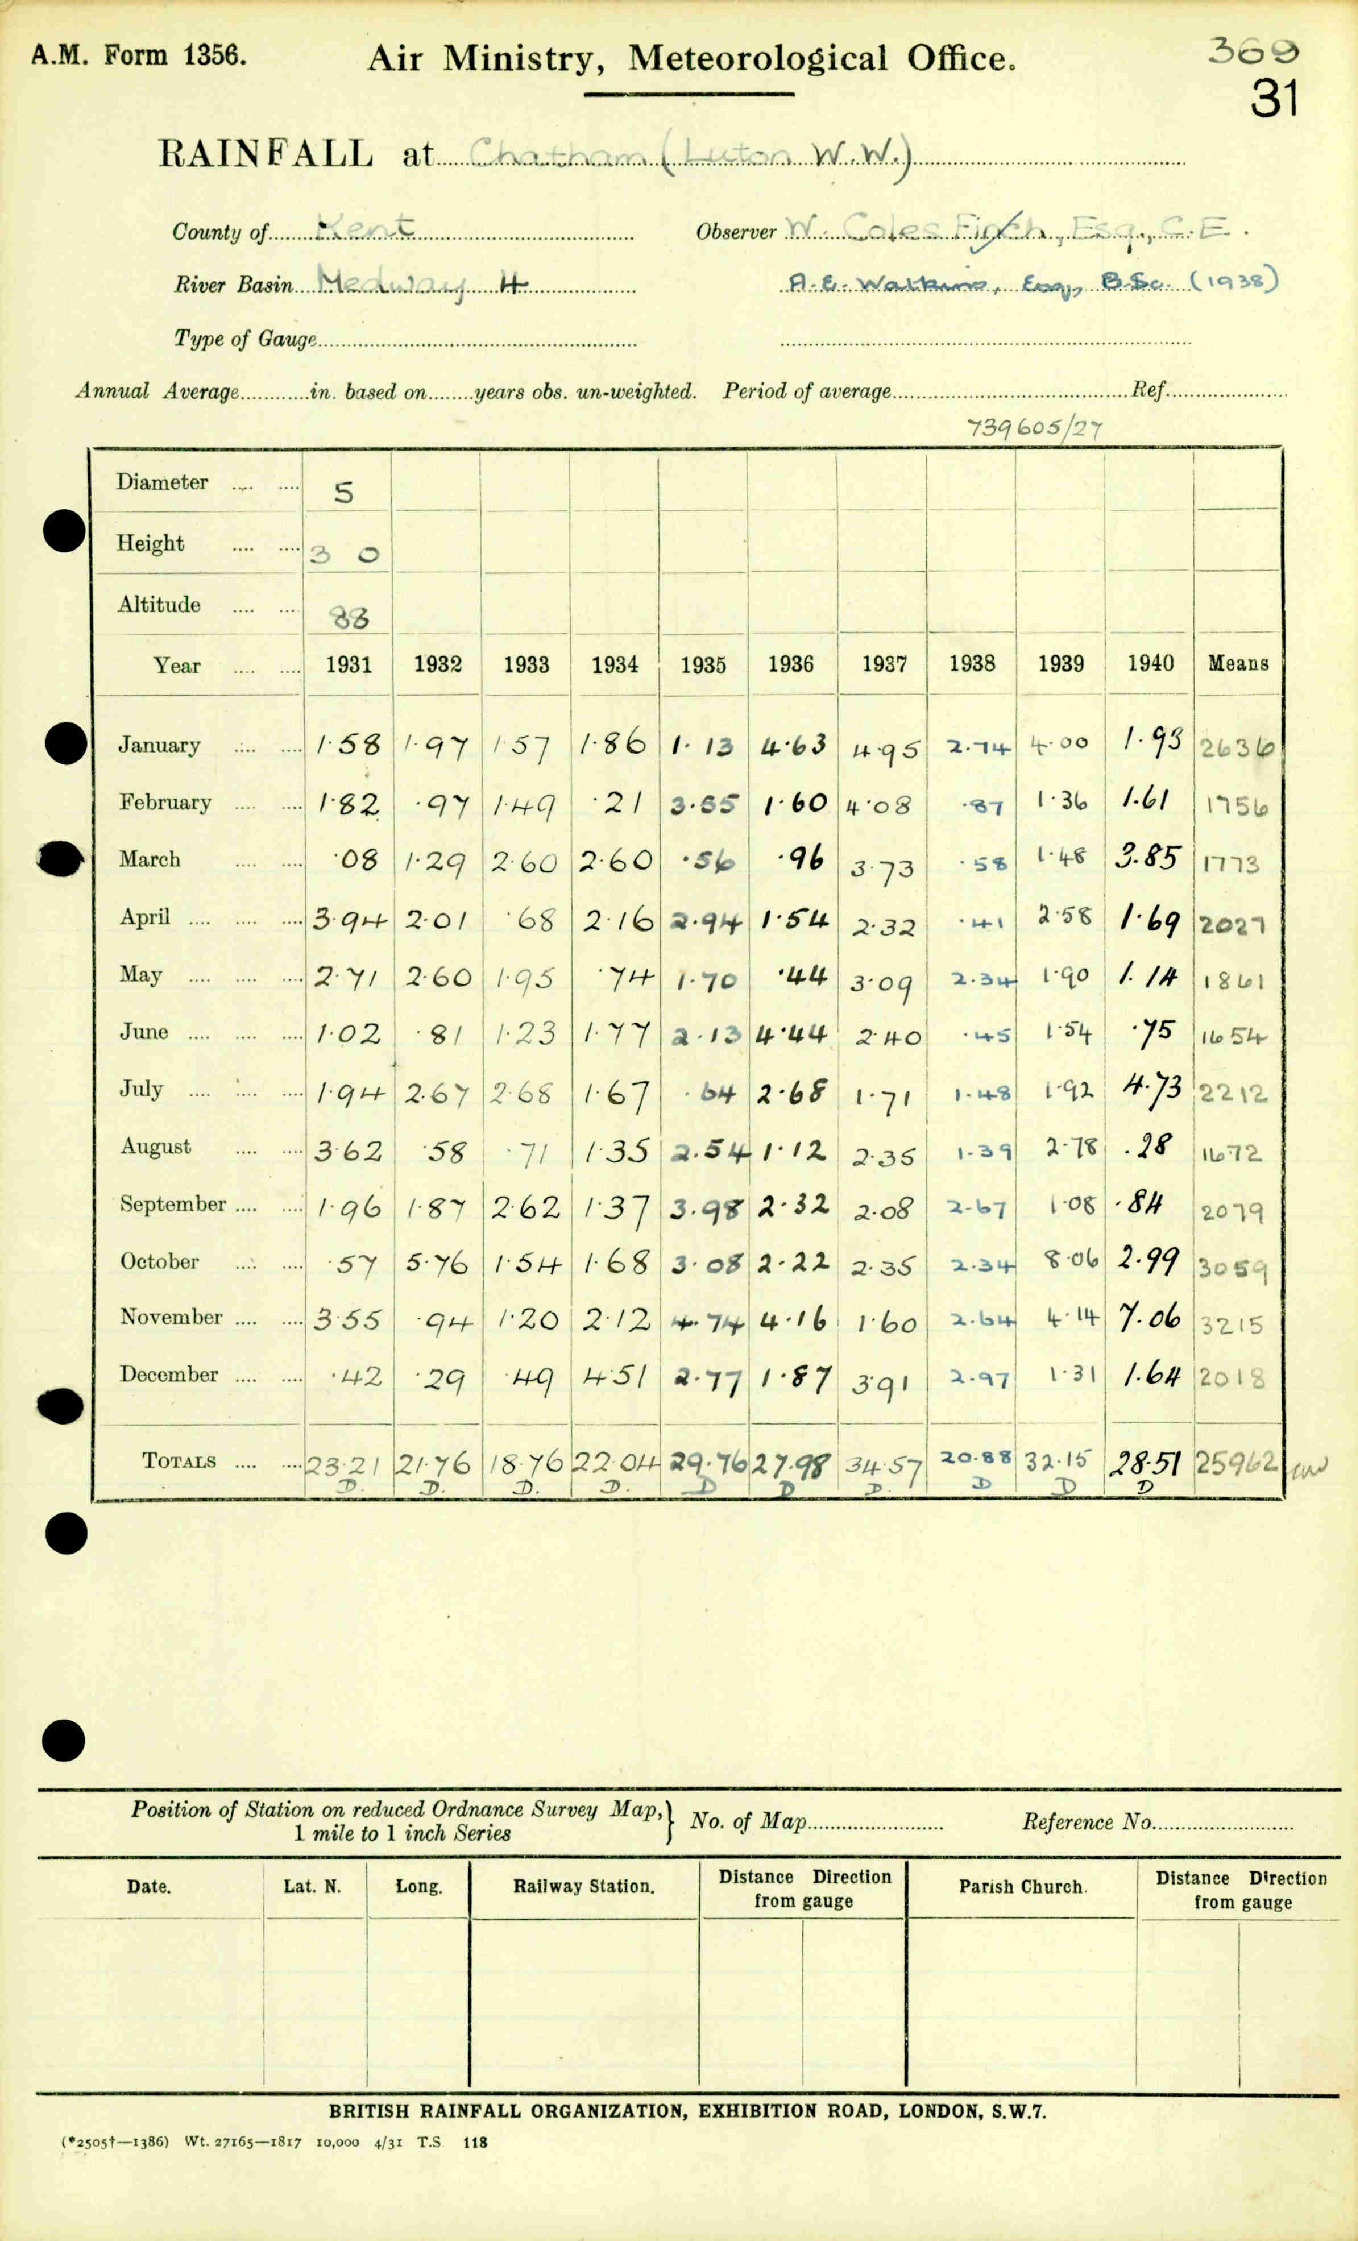 A.M. Form 1356.
Air Ministry, Meteorological Office.
369
31
RAINFALL at Chatham (Luton W.W.)
County of Kent Observer W. Coles Finch, Esq., C.E.
River Basin Medway 4 A.E. Watkins, Esq., B.Sc. (1938)
Type of Gauge
Annual Average in. based on years obs. un-weighted. Period of average Ref.
739605/27
Diameter 5
Height 3 0
Altitude 88
Year 1931 1932 1933 1934 1935 1936 1937 1938 1939 1940 Means
January 1.58 1.97 1.57 1.86 1.13 4.63 4.95 2.74 4.00 1.93 2636
February 1.82 .97 1.49 .21 3.55 1.60 4.08 .87 1.36 1.61 1756
March .08 1.29 2.60 2.60 .56 .96 3.73 .58 1.48 3.85 1773
April 3.94 2.01 .68 2.16 2.94 1.54 2.32 .41 2.58 1.69 2027
May 2.71 2.60 1.95 .74 1.70 .44 3.09 2.34 1.90 1.14 1861
June 1.02 .81 1.23 1.77 2.13 4.44 2.40 .45 1.54 .75 1654
July 1.94 2.67 2.68 1.67 .64 2.68 1.71 1.48 1.92 4.73 2212
August 3.62 .58 .71 1.35 2.54 1.12 2.35 1.39 2.78 .28 1672
September 1.96 1.87 2.62 1.37 3.98 2.32 2.08 2.67 1.08 .84 2079
October .57 5.76 1.54 1.68 3.08 2.22 2.35 2.34 8.06 2.99 3059
November 3.55 .94 1.20 2.12 4.74 4.16 1.60 2.64 4.14 7.06 3215
December .42 .29 .49 4.51 2.77 1.87 3.91 2.97 1.31 1.64 2018
TOTALS 23.21 21.76 18.76 22.04 29.76 27.98 34.57 20.88 32.15 28.51 25962
D. D. D. D. D D D. D D D
Position of Station on reduced Ordnance Survey Map, No. of Map Reference No.
1 mile to 1 inch Series
Date. Lat. N. Long. Railway Station. Distance Direction from gauge Parish Church. Distance Direction from gauge
BRITISH RAINFALL ORGANIZATION, EXHIBITION ROAD, LONDON, S.W.7.
(*2505†—1386) Wt. 27165—1817 10,000 4/31 T.S. 118